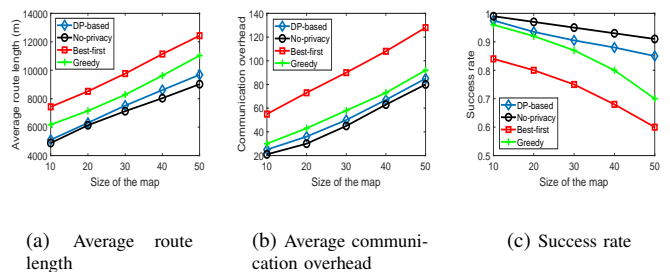 14000
12000
10000
8000
6000
4000
Average route length (m)
DP-based
No-privacy
Best-first
Greedy
10 20 30 40 50
Size of the map
140
120
100
80
60
40
20
Communication overhead
DP-based
No-privacy
Best-first
Greedy
10 20 30 40 50
Size of the map
1
0.9
0.8
0.7
0.6
0.5
Success rate
DP-based
No-privacy
Best-first
Greedy
10 20 30 40 50
Size of the map
(a) Average route
length
(b) Average communi-
cation overhead
(c) Success rate